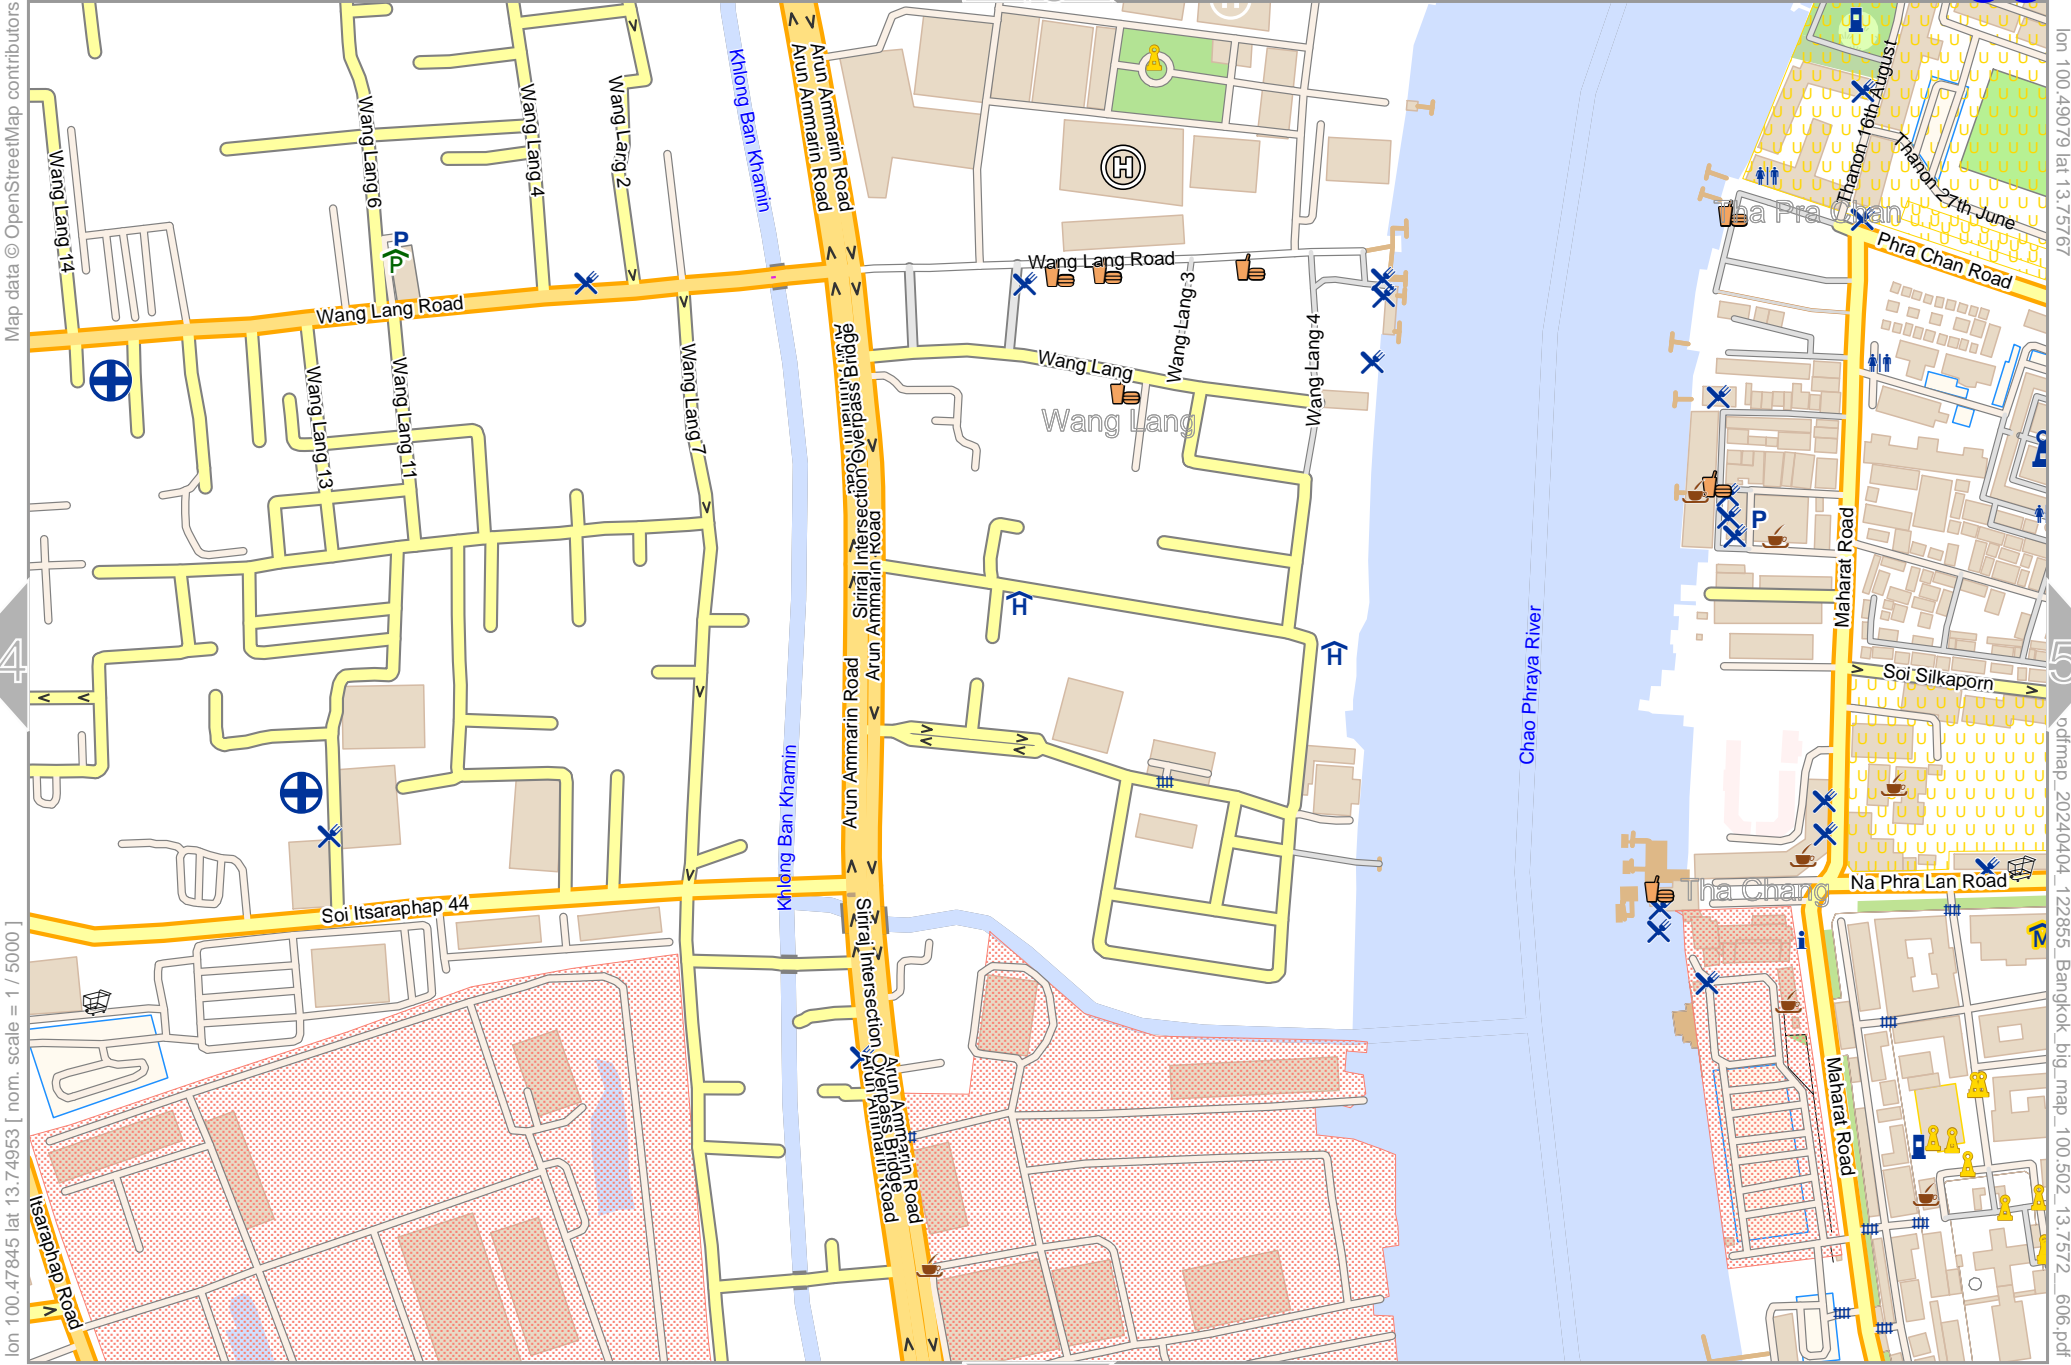 Map data © OpenStreetMap contributors
lon 100.47845 lat 13.74953 [ nom. scale = 1 / 5000 ]
lon 100.49079 lat 13.75767
pdfmap_20240404_122855_Bangkok_big_map_100.502_13.7572__606.pdf
4
5
Wang Lang 14
Wang Lang 6
Wang Lang 4
Wang Lang 2
Khlong Ban Khamin
Arun Ammarin Road
Arun Ammarin Road
H
P
P
Wang Lang Road
Wang Lang Road
Wang Lang 3
Wang Lang 4
Wang Lang
Wang Lang
Wang Lang 13
Wang Lang 11
Wang Lang 7
Siriraj Intersection Overpass Bridge
Arun Ammarin Road
Arun Ammarin Road
H
H
Khlong Ban Khamin
Chao Phraya River
Soi Itsaraphap 44
Siriraj Intersection Overpass Bridge
Arun Ammarin Road
Arun Ammarin Road
Itsaraphap Road
Thanon 16th August
Thanon 27th June
Tha Pra Chan
Phra Chan Road
P
Maharat Road
Soi Silkaporn
Na Phra Lan Road
Tha Chang
i
M
Maharat Road